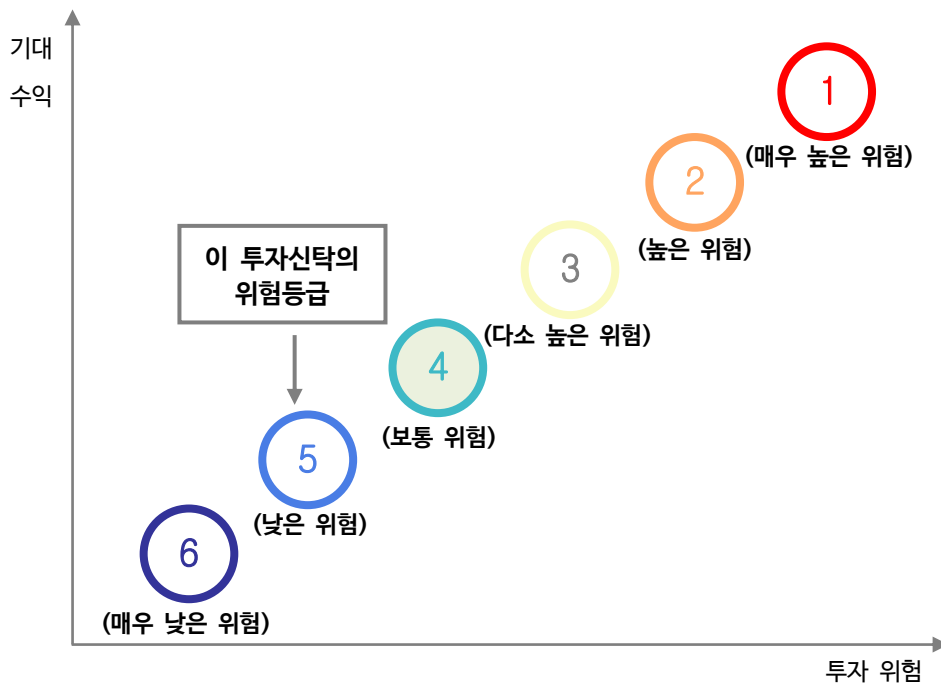 기대
수익
1
(매우 높은 위험)
2
(높은 위험)
이 투자신탁의
위험등급
3
(다소 높은 위험)
4
(보통 위험)
5
(낮은 위험)
6
(매우 낮은 위험)
투자 위험